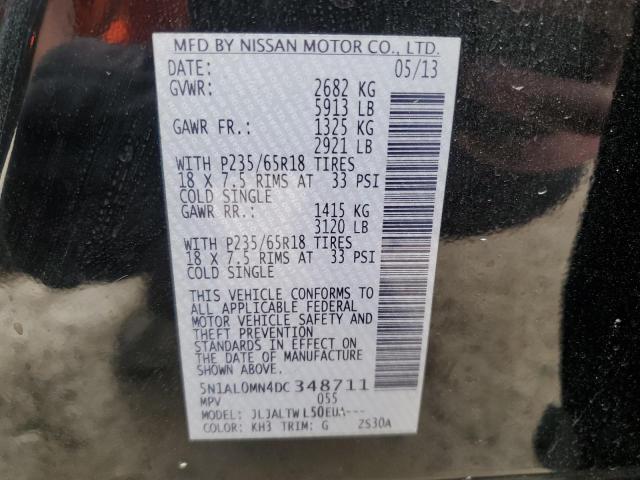 MFD BY NISSAN MOTOR CO., LTD.
DATE: 05/13
GVWR: 2682 KG
5913 LB
GAWR FR.: 1325 KG
2921 LB
WITH P235/65R18 TIRES
18 X 7.5 RIMS AT 33 PSI
COLD SINGLE
GAWR RR.: 1415 KG
3120 LB
WITH P235/65R18 TIRES
18 X 7.5 RIMS AT 33 PSI
COLD SINGLE
THIS VEHICLE CONFORMS TO
ALL APPLICABLE FEDERAL
MOTOR VEHICLE SAFETY AND
THEFT PREVENTION
STANDARDS IN EFFECT ON
THE DATE OF MANUFACTURE
SHOWN ABOVE.
5N1AL0MN4DC348711
MPV 055
MODEL: JLJALTWL50EUA---
COLOR: KH3 TRIM: G ZS30A